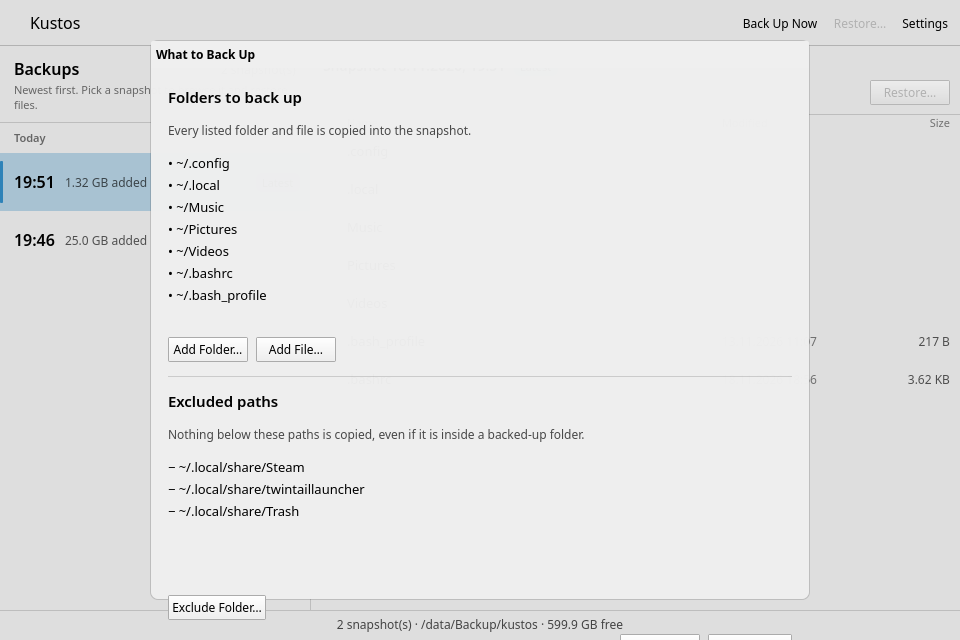 Kustos
Back Up Now Restore... Settings
What to Back Up
Backups
Newest first. Pick a snapsh
files.
Restore...
Size
Today
19:51 1.32 GB added
19:46 25.0 GB added
Folders to back up
Every listed folder and file is copied into the snapshot.
• ~/.config
• ~/.local
• ~/Music
• ~/Pictures
• ~/Videos
• ~/.bashrc
• ~/.bash_profile
Add Folder... Add File...
7 217 B
6 3.62 KB
Excluded paths
Nothing below these paths is copied, even if it is inside a backed-up folder.
− ~/.local/share/Steam
− ~/.local/share/twintaillauncher
− ~/.local/share/Trash
Exclude Folder...
2 snapshot(s) · /data/Backup/kustos · 599.9 GB free